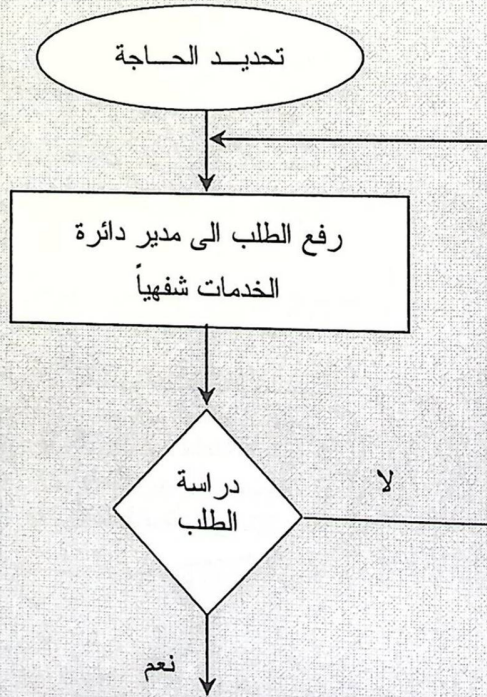 تحديد الحاجة
رفع الطلب الى مدير دائرة
الخدمات شفهياً
دراسة
الطلب
لا
نعم